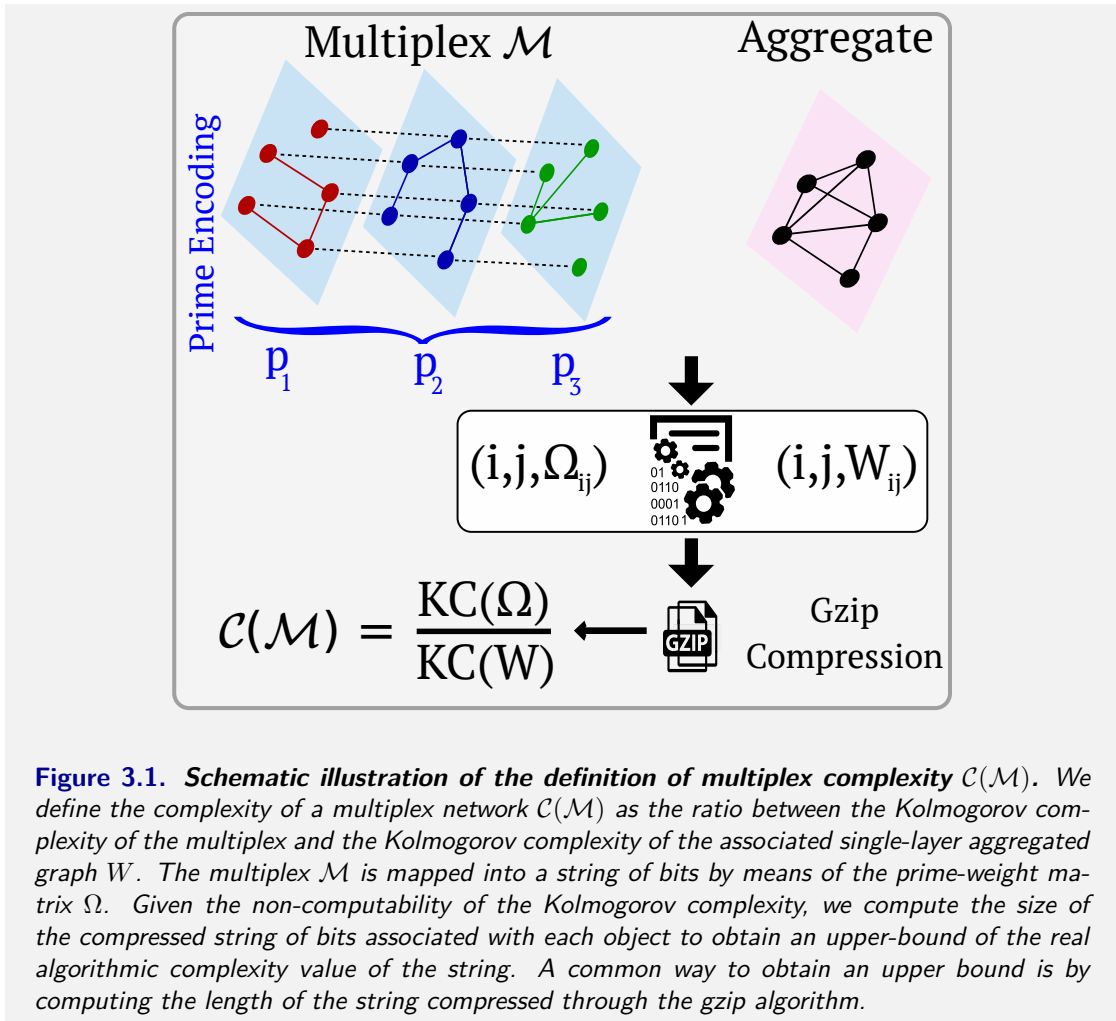 Multiplex ℳ
Aggregate
Prime Encoding
p₁ p₂ p₃
(i,j,Ωᵢⱼ)
01
0110
0001
0110 1
(i,j,Wᵢⱼ)
𝒞(ℳ) = KC(Ω)
KC(W)
GZIP
Gzip
Compression
Figure 3.1. Schematic illustration of the definition of multiplex complexity 𝒞(ℳ). We
define the complexity of a multiplex network 𝒞(ℳ) as the ratio between the Kolmogorov com-
plexity of the multiplex and the Kolmogorov complexity of the associated single-layer aggregated
graph W. The multiplex ℳ is mapped into a string of bits by means of the prime-weight ma-
trix Ω. Given the non-computability of the Kolmogorov complexity, we compute the size of
the compressed string of bits associated with each object to obtain an upper-bound of the real
algorithmic complexity value of the string. A common way to obtain an upper bound is by
computing the length of the string compressed through the gzip algorithm.